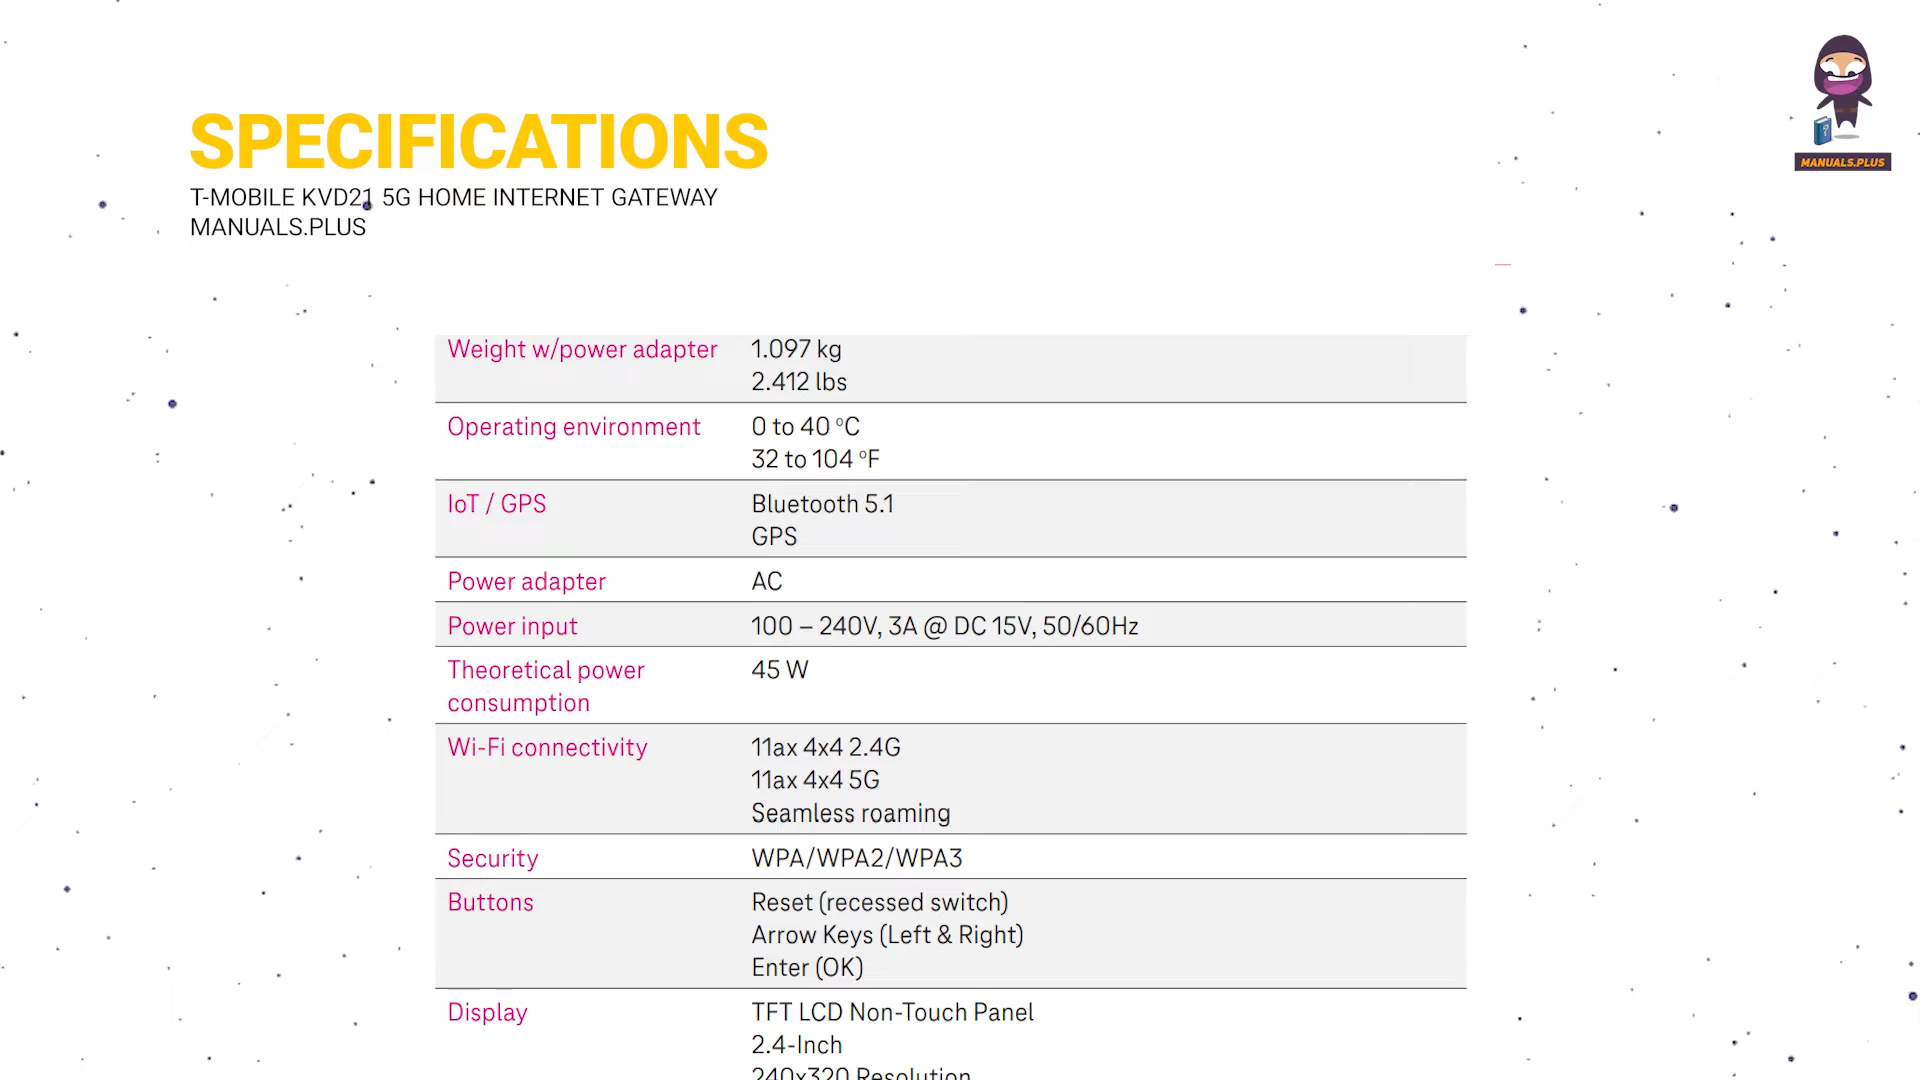 SPECIFICATIONS
T-MOBILE KVD21 5G HOME INTERNET GATEWAY
MANUALS.PLUS
MANUALS.PLUS
Weight w/power adapter 1.097 kg
2.412 lbs
Operating environment 0 to 40 °C
32 to 104 °F
IoT / GPS Bluetooth 5.1
GPS
Power adapter AC
Power input 100 – 240V, 3A @ DC 15V, 50/60Hz
Theoretical power 45 W
consumption
Wi-Fi connectivity 11ax 4x4 2.4G
11ax 4x4 5G
Seamless roaming
Security WPA/WPA2/WPA3
Buttons Reset (recessed switch)
Arrow Keys (Left & Right)
Enter (OK)
Display TFT LCD Non-Touch Panel
2.4-Inch
240x320 Resolution